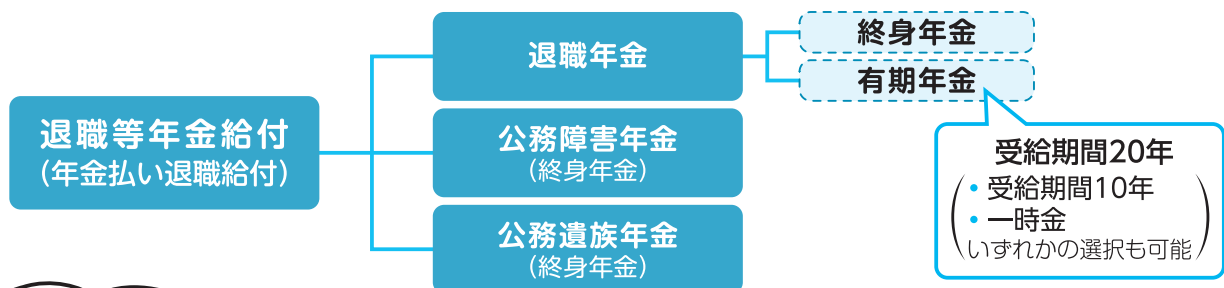 退職等年金給付
（年金払い退職給付）
退職年金
終身年金
有期年金
受給期間20年
・受給期間10年
・一時金
いずれかの選択も可能
公務障害年金
（終身年金）
公務遺族年金
（終身年金）